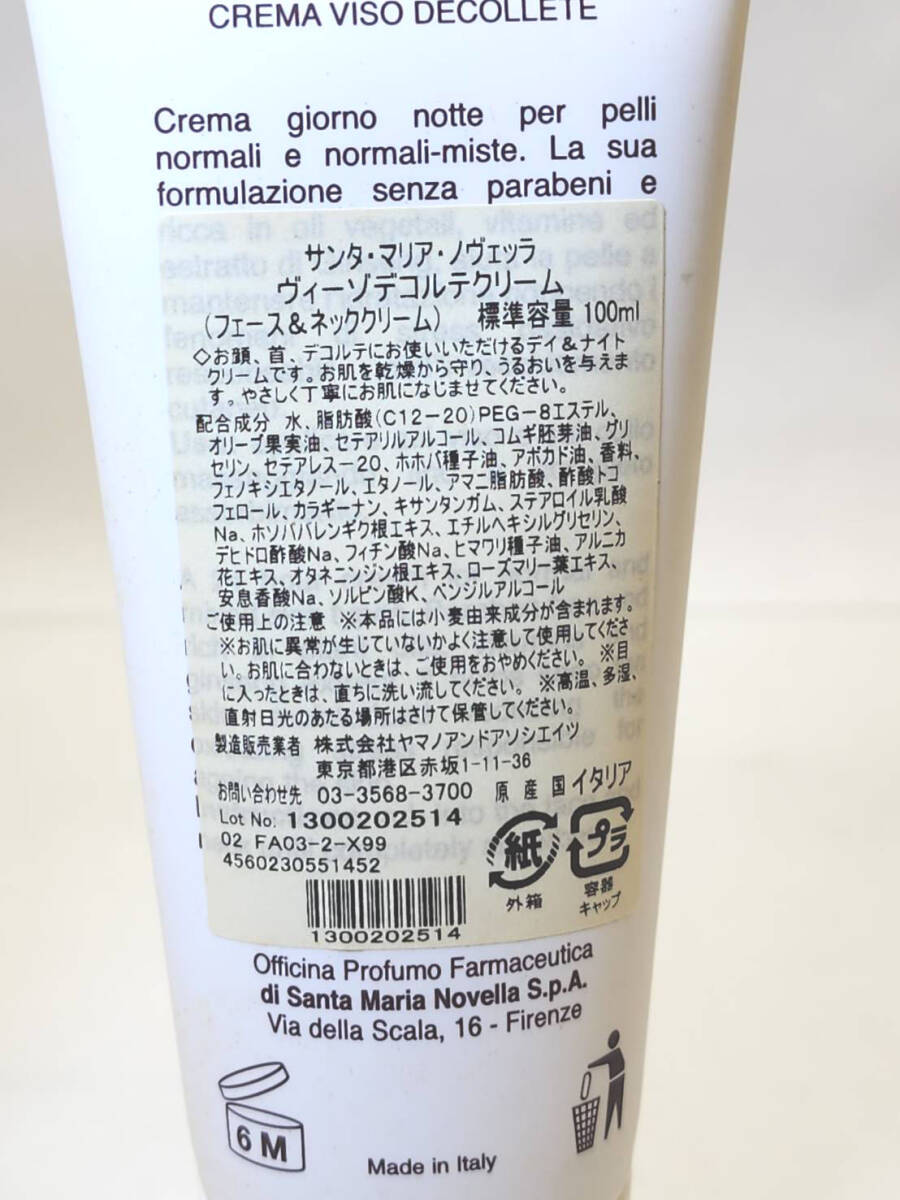 CREMA VISO DECOLLETE
Crema giorno notte per pelli
normali e normali-miste. La sua
formulazione senza parabeni e
ricca in oli vegetali, vitamine ed
サンタ・マリア・ノヴェッラ
ヴィーゾデコルテクリーム
(フェース&ネッククリーム) 標準容量 100ml
◇お顔、首、デコルテにお使いいただけるデイ&ナイト
クリームです。お肌を乾燥から守り、うるおいを与えま
す。やさしく丁寧にお肌になじませてください。
配合成分 水、脂肪酸(C12-20)PEG-8エステル、
オリーブ果実油、セテアリルアルコール、コムギ胚芽油、グリ
セリン、セテアレス-20、ホホバ種子油、アボカド油、香料、
フェノキシエタノール、エタノール、アマニ脂肪酸、酢酸トコ
フェロール、カラギーナン、キサンタンガム、ステアロイル乳酸
Na、ホソババレンギク根エキス、エチルヘキシルグリセリン、
デヒドロ酢酸Na、フィチン酸Na、ヒマワリ種子油、アルニカ
花エキス、オタネニンジン根エキス、ローズマリー葉エキス、
安息香酸Na、ソルビン酸K、ベンジルアルコール
ご使用上の注意 ※本品には小麦由来成分が含まれます。
※お肌に異常が生じていないかよく注意して使用してくださ
い。お肌に合わないときは、ご使用をおやめください。※目
に入ったときは、直ちに洗い流してください。※高温、多湿、
直射日光のあたる場所はさけて保管してください。
製造販売業者 株式会社ヤマノアンドアソシエイツ
東京都港区赤坂1-11-36
お問い合わせ先 03-3568-3700 原産国 イタリア
Lot No. 1300202514
02 FA03-2-X99
4560230551452
紙
外箱
プラ
容器
キャップ
1300202514
Officina Profumo Farmaceutica
di Santa Maria Novella S.p.A.
Via della Scala, 16 - Firenze
6 M
Made in Italy